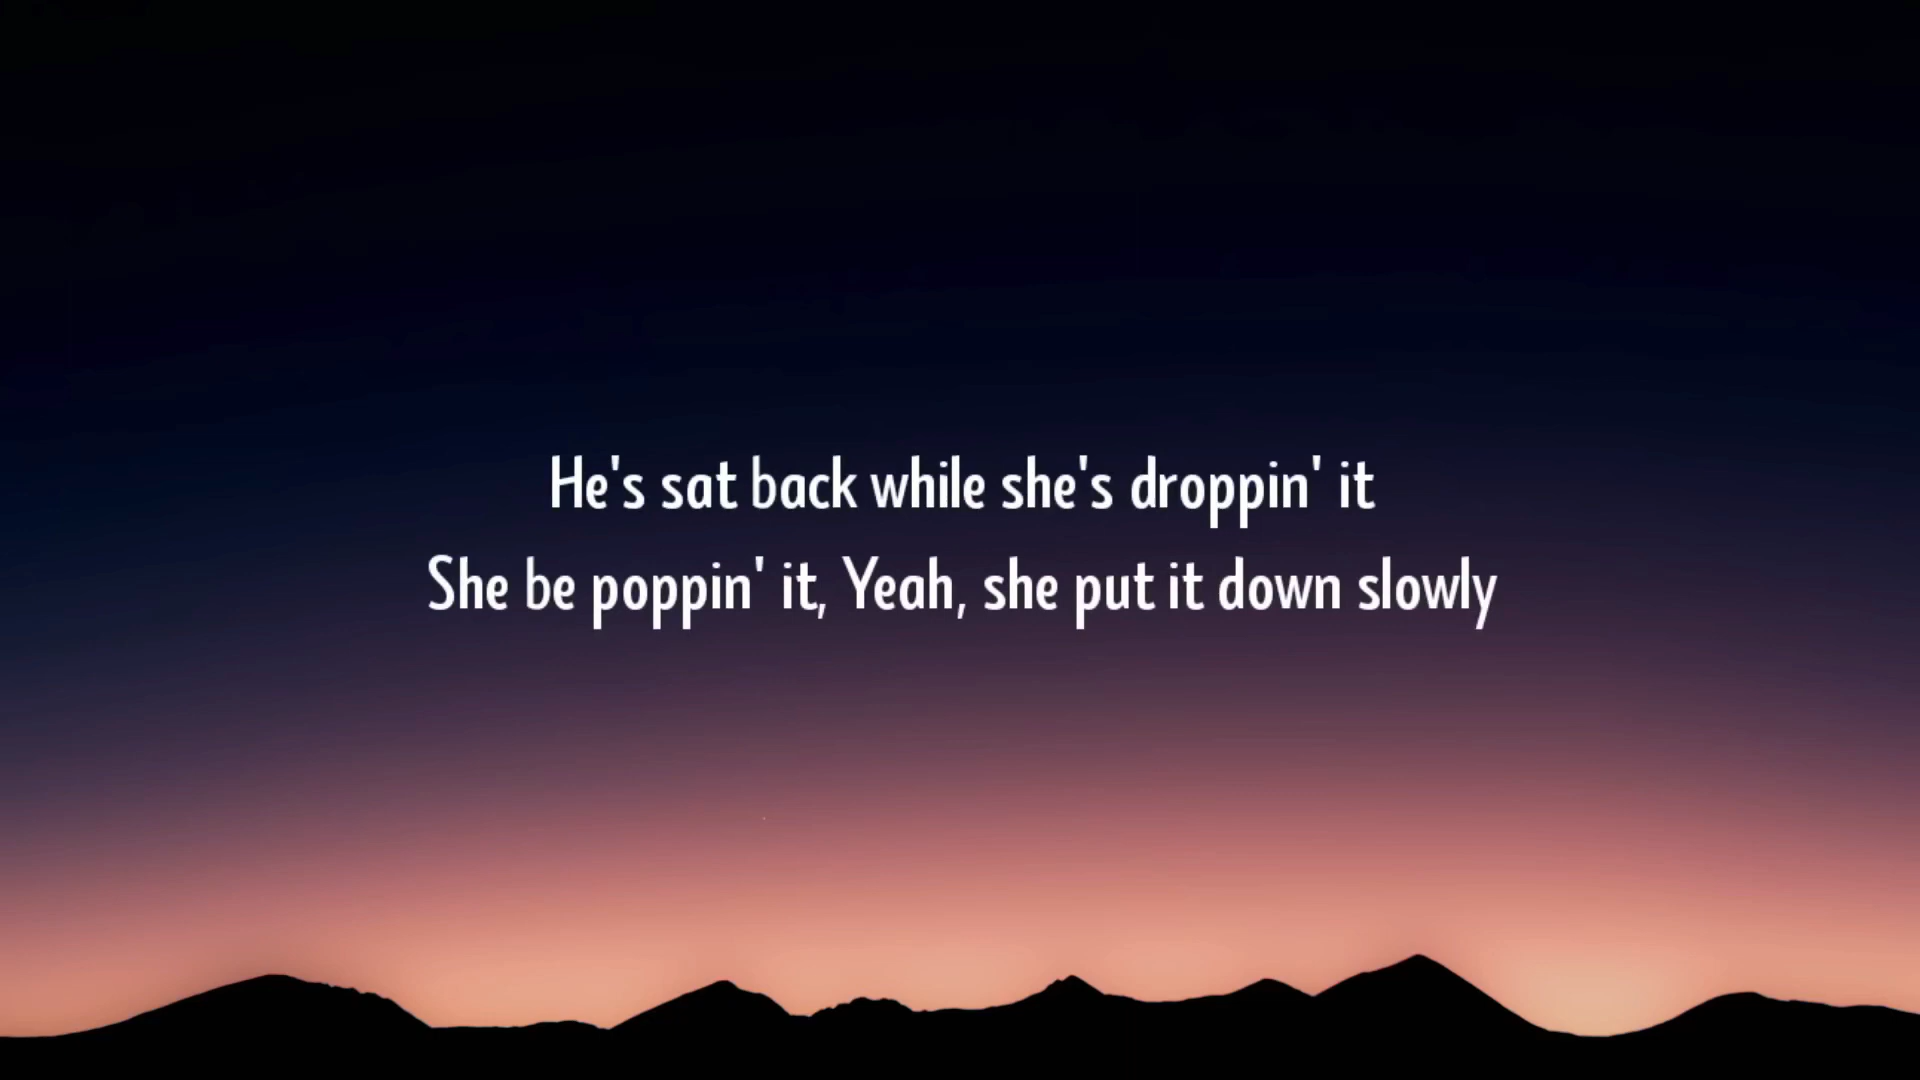 He's sat back while she's droppin' it
She be poppin' it, Yeah, she put it down slowly